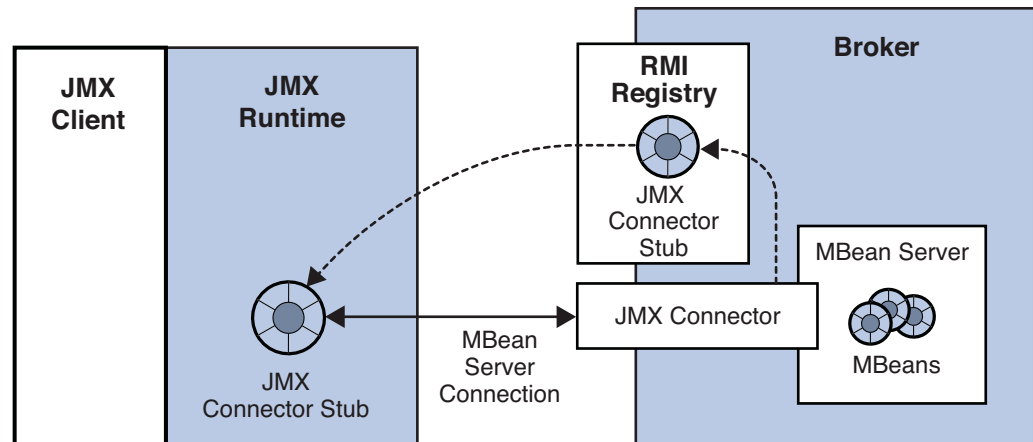 JMX
Client
JMX
Runtime
JMX
Connector Stub
MBean
Server
Connection
RMI
Registry
JMX
Connector
Stub
Broker
JMX Connector
MBean Server
MBeans